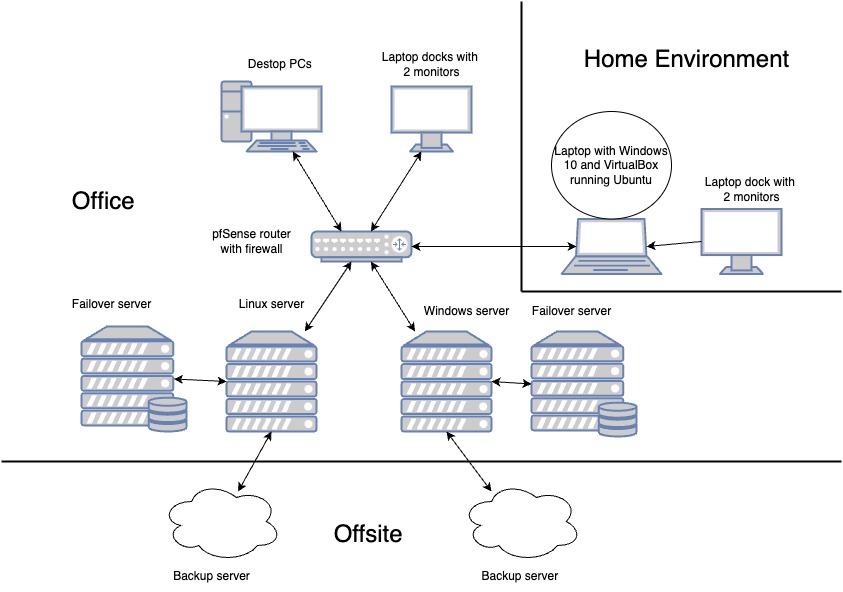 Home Environment
Destop PCs
Laptop docks with
2 monitors
Laptop with Windows
10 and VirtualBox
running Ubuntu
Laptop dock with
2 monitors
Office
pfSense router
with firewall
Failover server
Linux server
Windows server
Failover server
Offsite
Backup server
Backup server